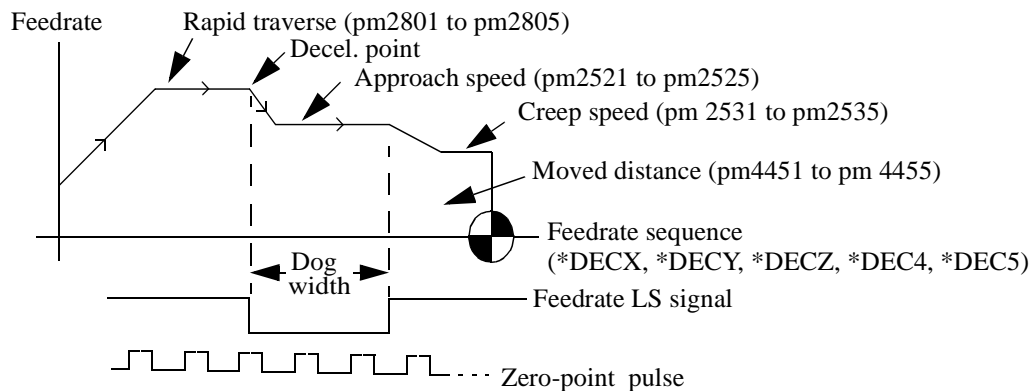 Feedrate
Rapid traverse (pm2801 to pm2805)
Decel. point
Approach speed (pm2521 to pm2525)
Creep speed (pm 2531 to pm2535)
Moved distance (pm4451 to pm 4455)
Feedrate sequence
(*DECX, *DECY, *DECZ, *DEC4, *DEC5)
Dog
width
Feedrate LS signal
Zero-point pulse